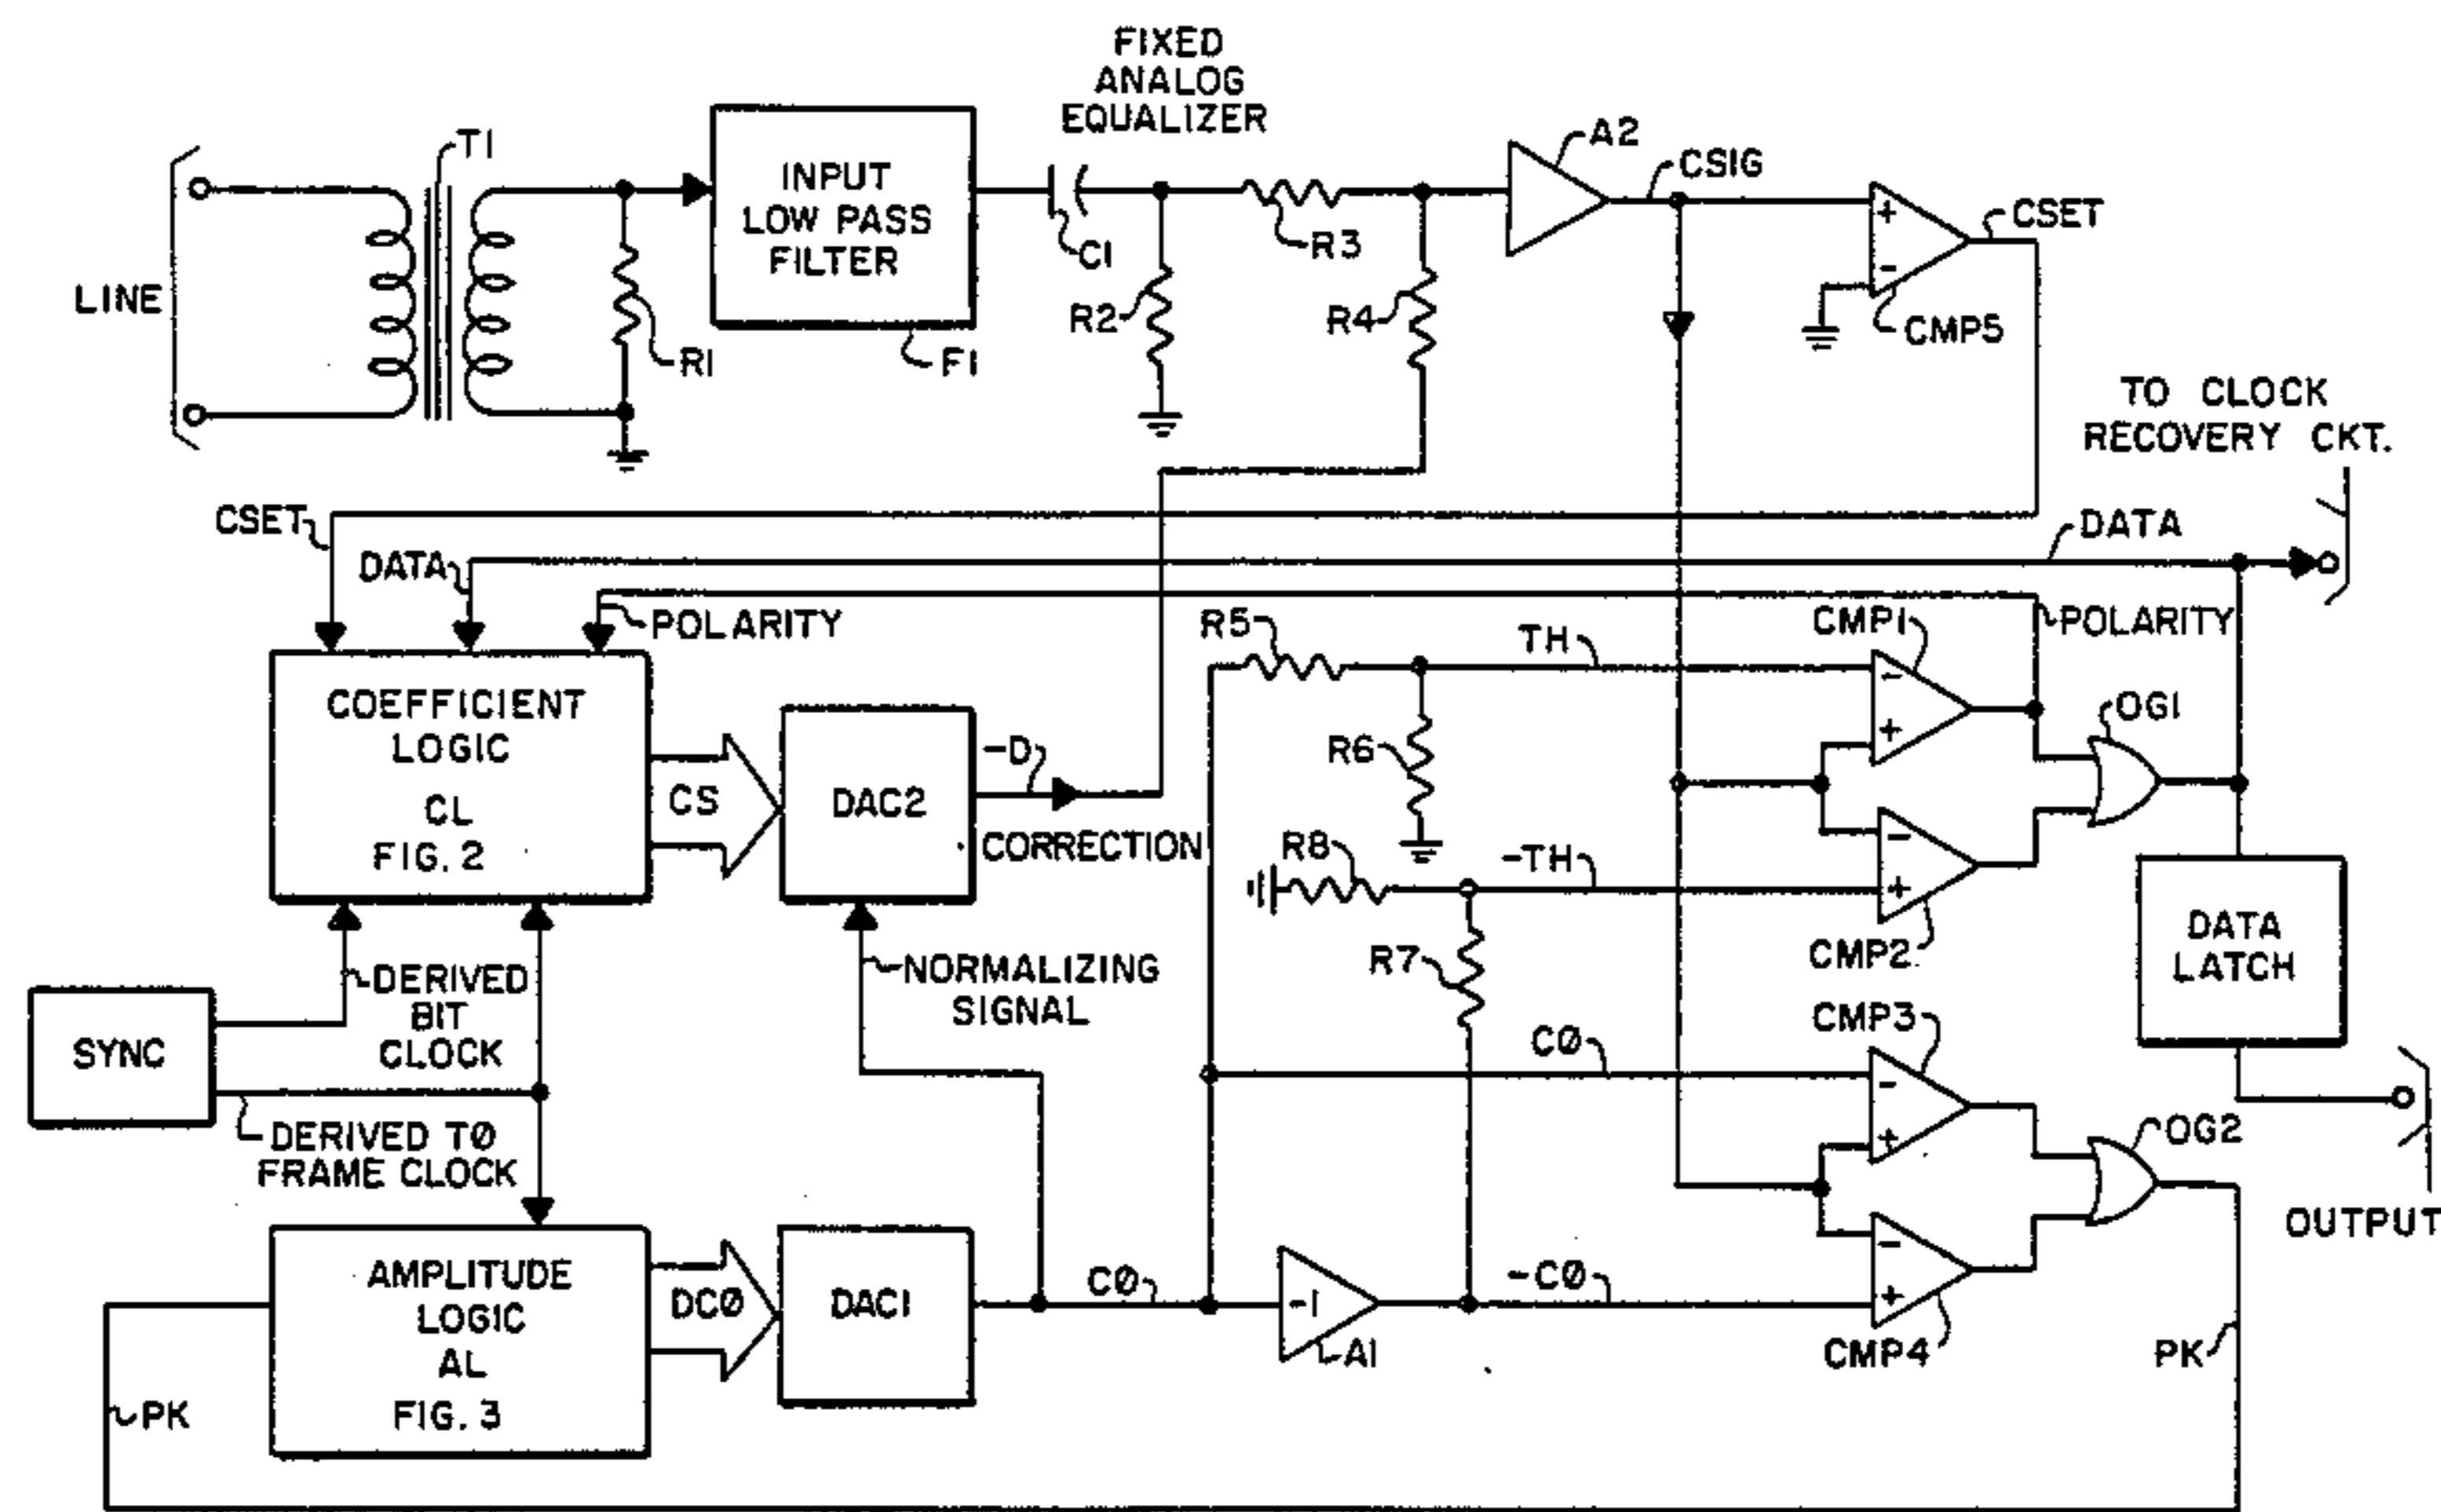 FIXED
ANALOG
EQUALIZER
T1
A2
CSIG
INPUT
LOW PASS
FILTER
CSET
C1
R3
LINE
R2
R4
CMP5
R1
F1
TO CLOCK
RECOVERY CKT.
CSET
DATA
DATA
POLARITY
R5
TH
CMP1
POLARITY
COEFFICIENT
LOGIC
CL
FIG. 2
CS
DAC2
-D
CORRECTION
R6
OG1
R8
-TH
DATA
LATCH
R7
CMP2
NORMALIZING
SIGNAL
DERIVED
BIT
CLOCK
SYNC
CMP3
CØ
DERIVED TØ
FRAME CLOCK
OG2
OUTPUT
AMPLITUDE
LOGIC
AL
FIG. 3
DCØ
DAC1
CØ
-1
A1
-CØ
CMP4
PK
PK
+
-
-
+
-
+
-
+
-
+